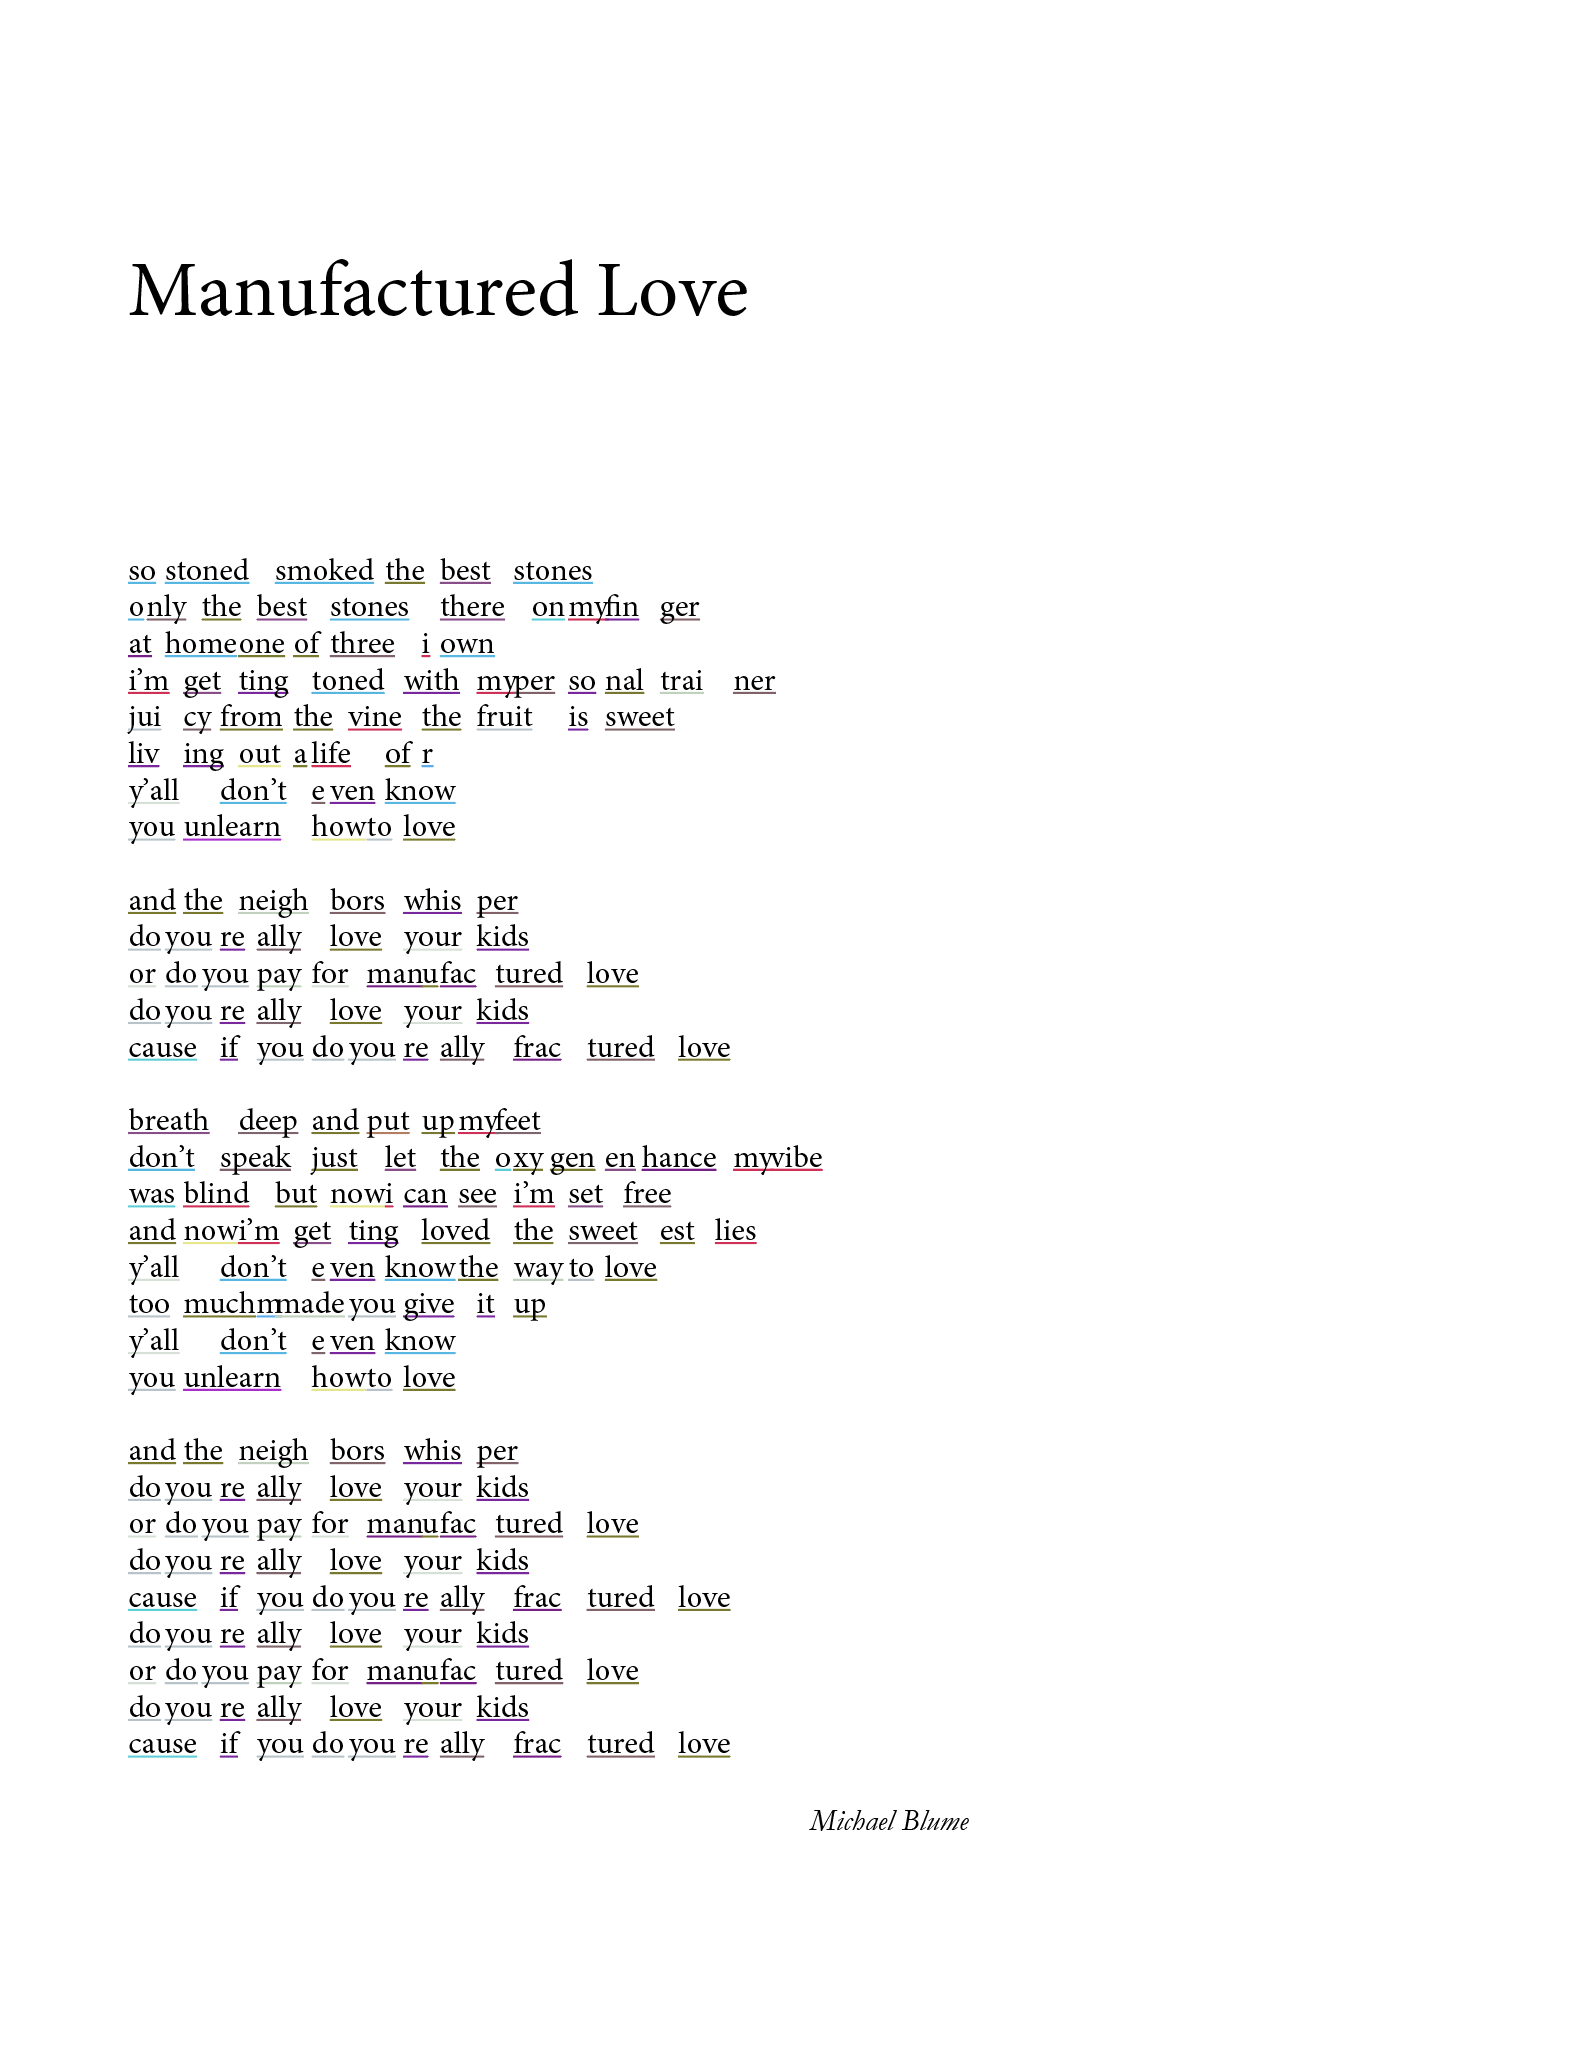 Manufactured Love
so stoned smoked the best stones
only the best stones there on my fin ger
at home one of three i own
i'm get ting toned with my per so nal trai ner
jui cy from the vine the fruit is sweet
liv ing out a life of r
y'all don't e ven know
you unlearn how to love
and the neigh bors whis per
do you re ally love your kids
or do you pay for manufac tured love
do you re ally love your kids
cause if you do you re ally frac tured love
breath deep and put up my feet
don't speak just let the oxy gen en hance my vibe
was blind but now i can see i'm set free
and now i'm get ting loved the sweet est lies
y'all don't e ven know the way to love
too much m made you give it up
y'all don't e ven know
you unlearn how to love
and the neigh bors whis per
do you re ally love your kids
or do you pay for manufac tured love
do you re ally love your kids
cause if you do you re ally frac tured love
do you re ally love your kids
or do you pay for manufac tured love
do you re ally love your kids
cause if you do you re ally frac tured love
Michael Blume